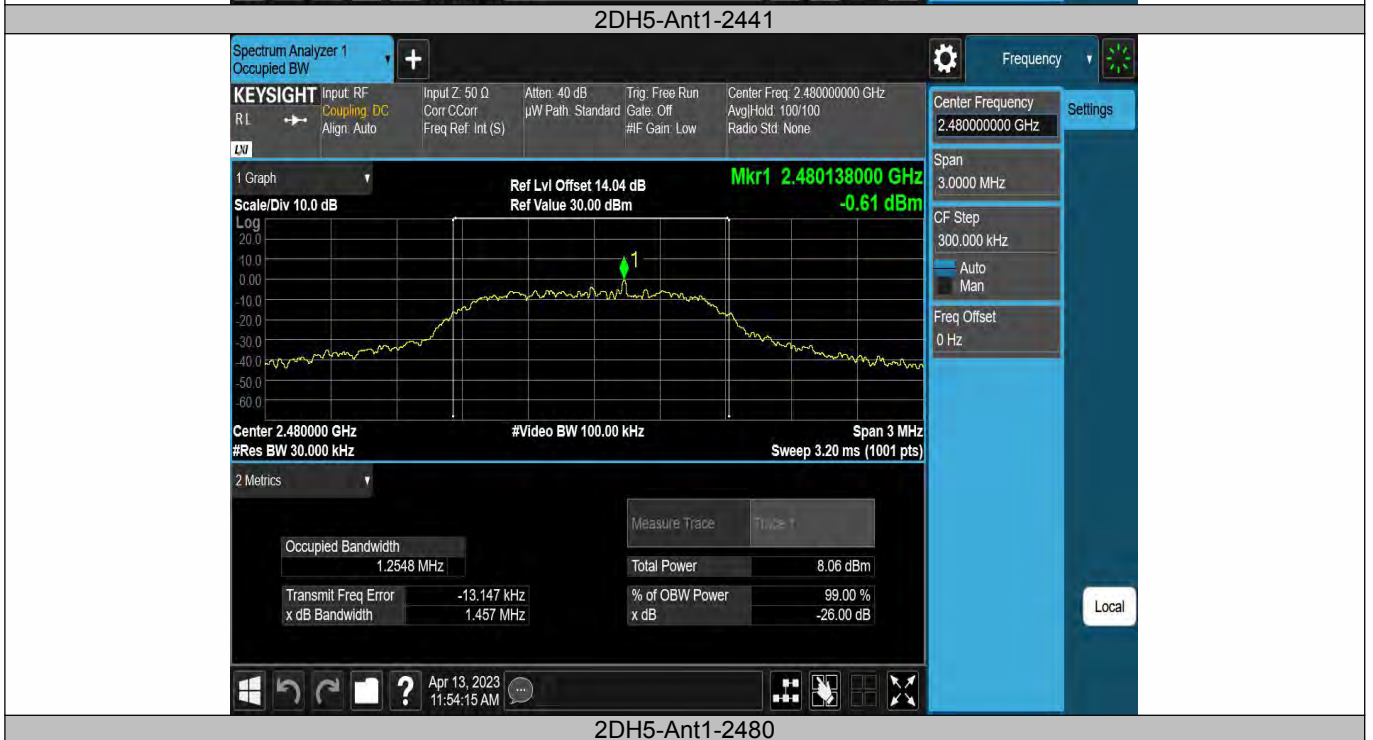 2DH5-Ant1-2441
Spectrum Analyzer 1
Occupied BW
+
Frequency
KEYSIGHT
R L
LXI
Input: RF
Coupling: DC
Align: Auto
Input Z: 50 Ω
Corr CCorr
Freq Ref: Int (S)
Atten: 40 dB
µW Path: Standard
Trig: Free Run
Gate: Off
#IF Gain: Low
Center Freq: 2.480000000 GHz
Avg|Hold: 100/100
Radio Std: None
Center Frequency
2.480000000 GHz
Settings
Span
3.0000 MHz
CF Step
300.000 kHz
Auto
Man
Freq Offset
0 Hz
Local
1 Graph
Scale/Div 10.0 dB
Ref Lvl Offset 14.04 dB
Ref Value 30.00 dBm
Mkr1 2.480138000 GHz
-0.61 dBm
Log
20.0
10.0
0.00
-10.0
-20.0
-30.0
-40.0
-50.0
-60.0
1
Center 2.480000 GHz
#Res BW 30.000 kHz
#Video BW 100.00 kHz
Span 3 MHz
Sweep 3.20 ms (1001 pts)
2 Metrics
Measure Trace Trace 1
Occupied Bandwidth
1.2548 MHz
Total Power 8.06 dBm
Transmit Freq Error -13.147 kHz
x dB Bandwidth 1.457 MHz
% of OBW Power 99.00 %
x dB -26.00 dB
?
Apr 13, 2023
11:54:15 AM
2DH5-Ant1-2480